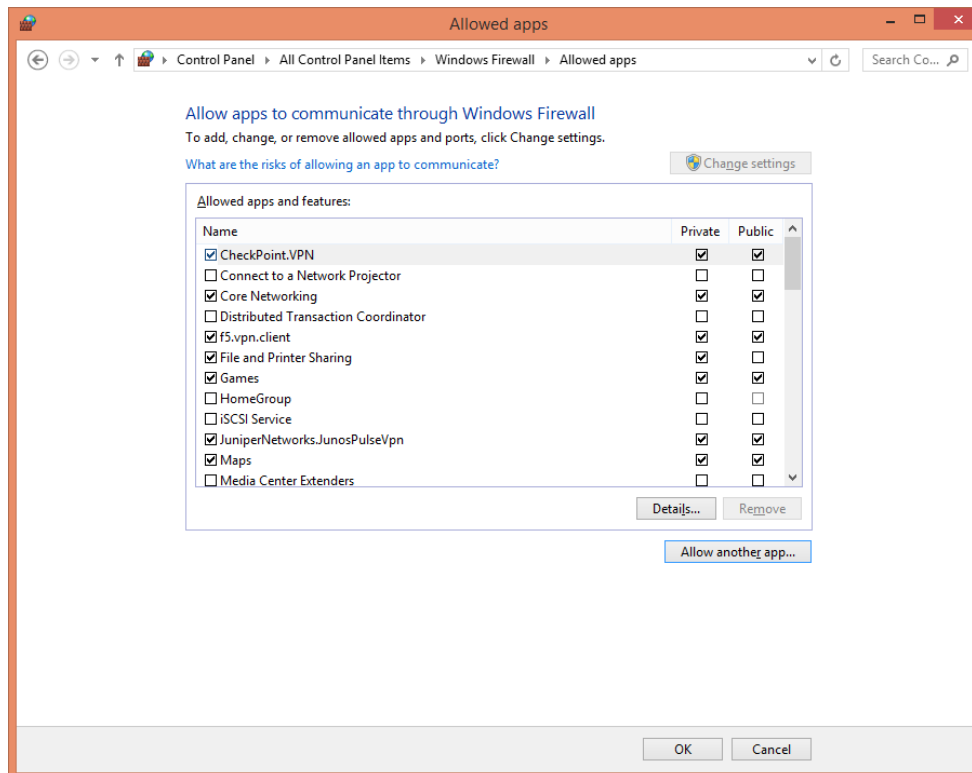 Allowed apps
Control Panel Allow All Control Panel Items Windows Firewall Allowed apps
Search Co...
Allow apps to communicate through Windows Firewall
To add, change, or remove allowed apps and ports, click Change settings.
What are the risks of allowing an app to communicate?
Change settings
Allowed apps and features:
Name Private Public
CheckPoint.VPN
Connect to a Network Projector
Core Networking
Distributed Transaction Coordinator
f5.vpn.client
File and Printer Sharing
Games
HomeGroup
iSCSI Service
JuniperNetworks.JunosPulseVpn
Maps
Media Center Extenders
Details... Remove
Allow another app...
OK Cancel